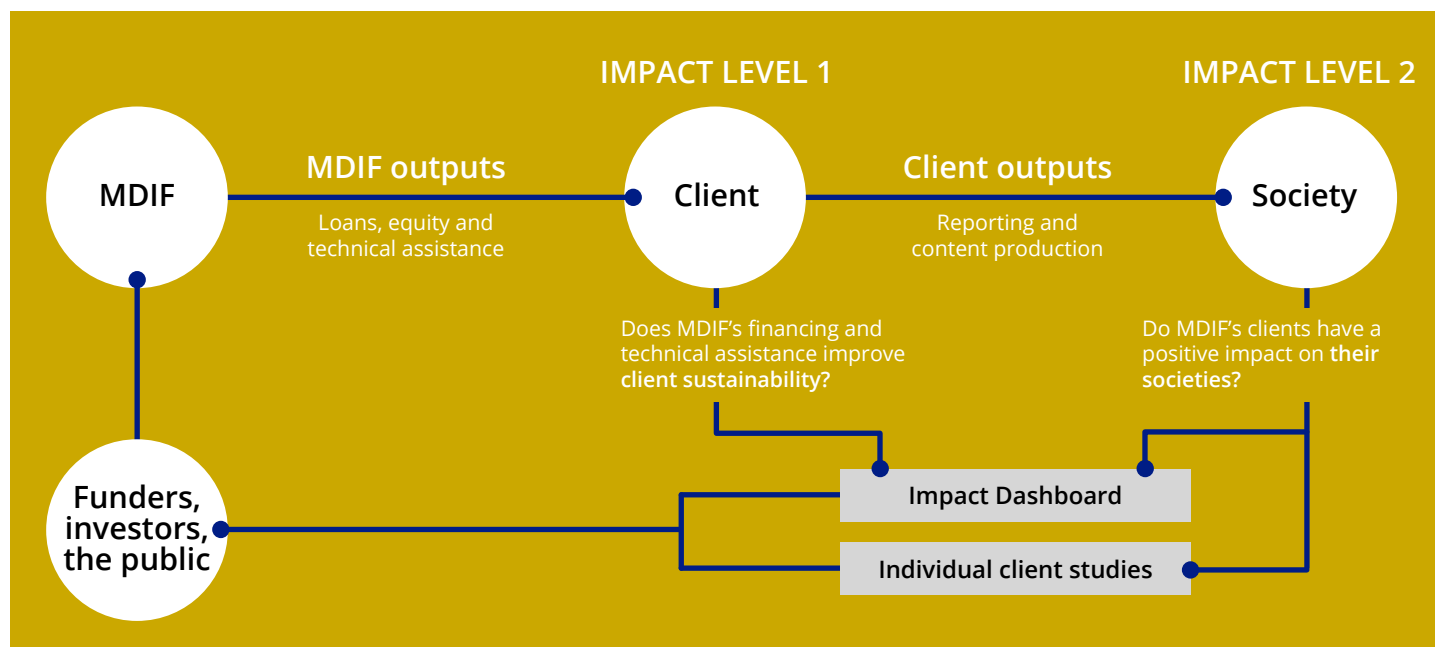 IMPACT LEVEL 1
IMPACT LEVEL 2
MDIF
MDIF outputs
Loans, equity and
technical assistance
Client
Client outputs
Reporting and
content production
Society
Does MDIF’s financing and
technical assistance improve
client sustainability?
Do MDIF’s clients have a
positive impact on their
societies?
Funders,
investors,
the public
Impact Dashboard
Individual client studies